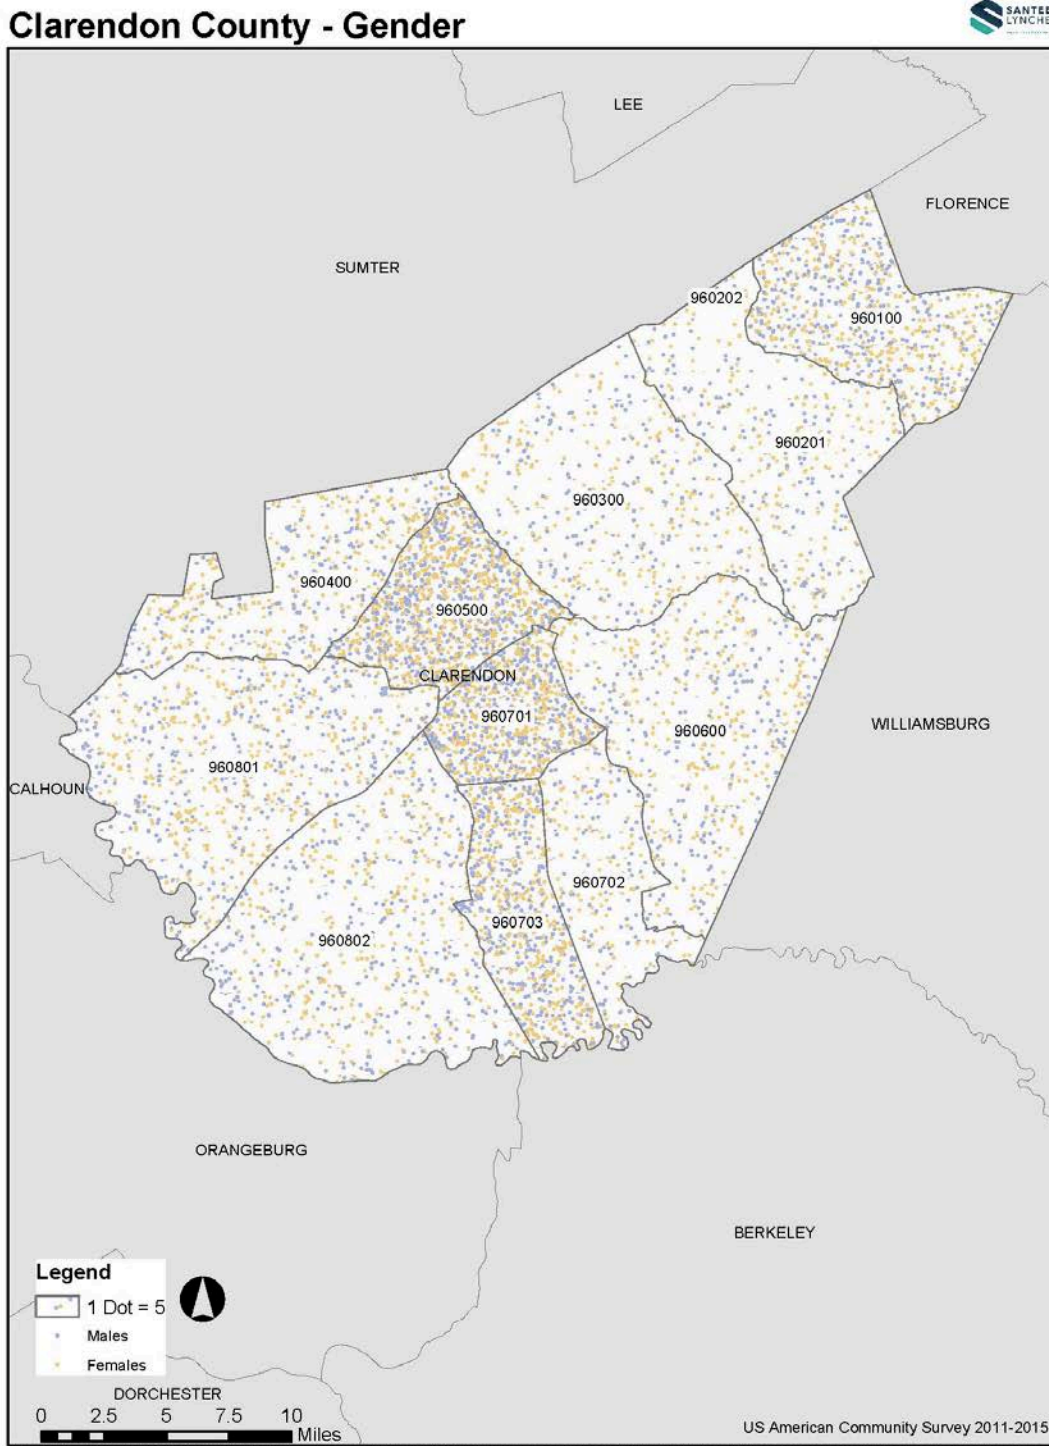 Clarendon County - Gender
SANTEE
LYNCHE
LEE
FLORENCE
SUMTER
960202
960100
960201
960300
960400
960500
CLARENDON
960701
960600
WILLIAMSBURG
960801
CALHOUN
960702
960703
960802
ORANGEBURG
BERKELEY
Legend
1 Dot = 5
Males
Females
DORCHESTER
0 2.5 5 7.5 10
Miles
US American Community Survey 2011-2015